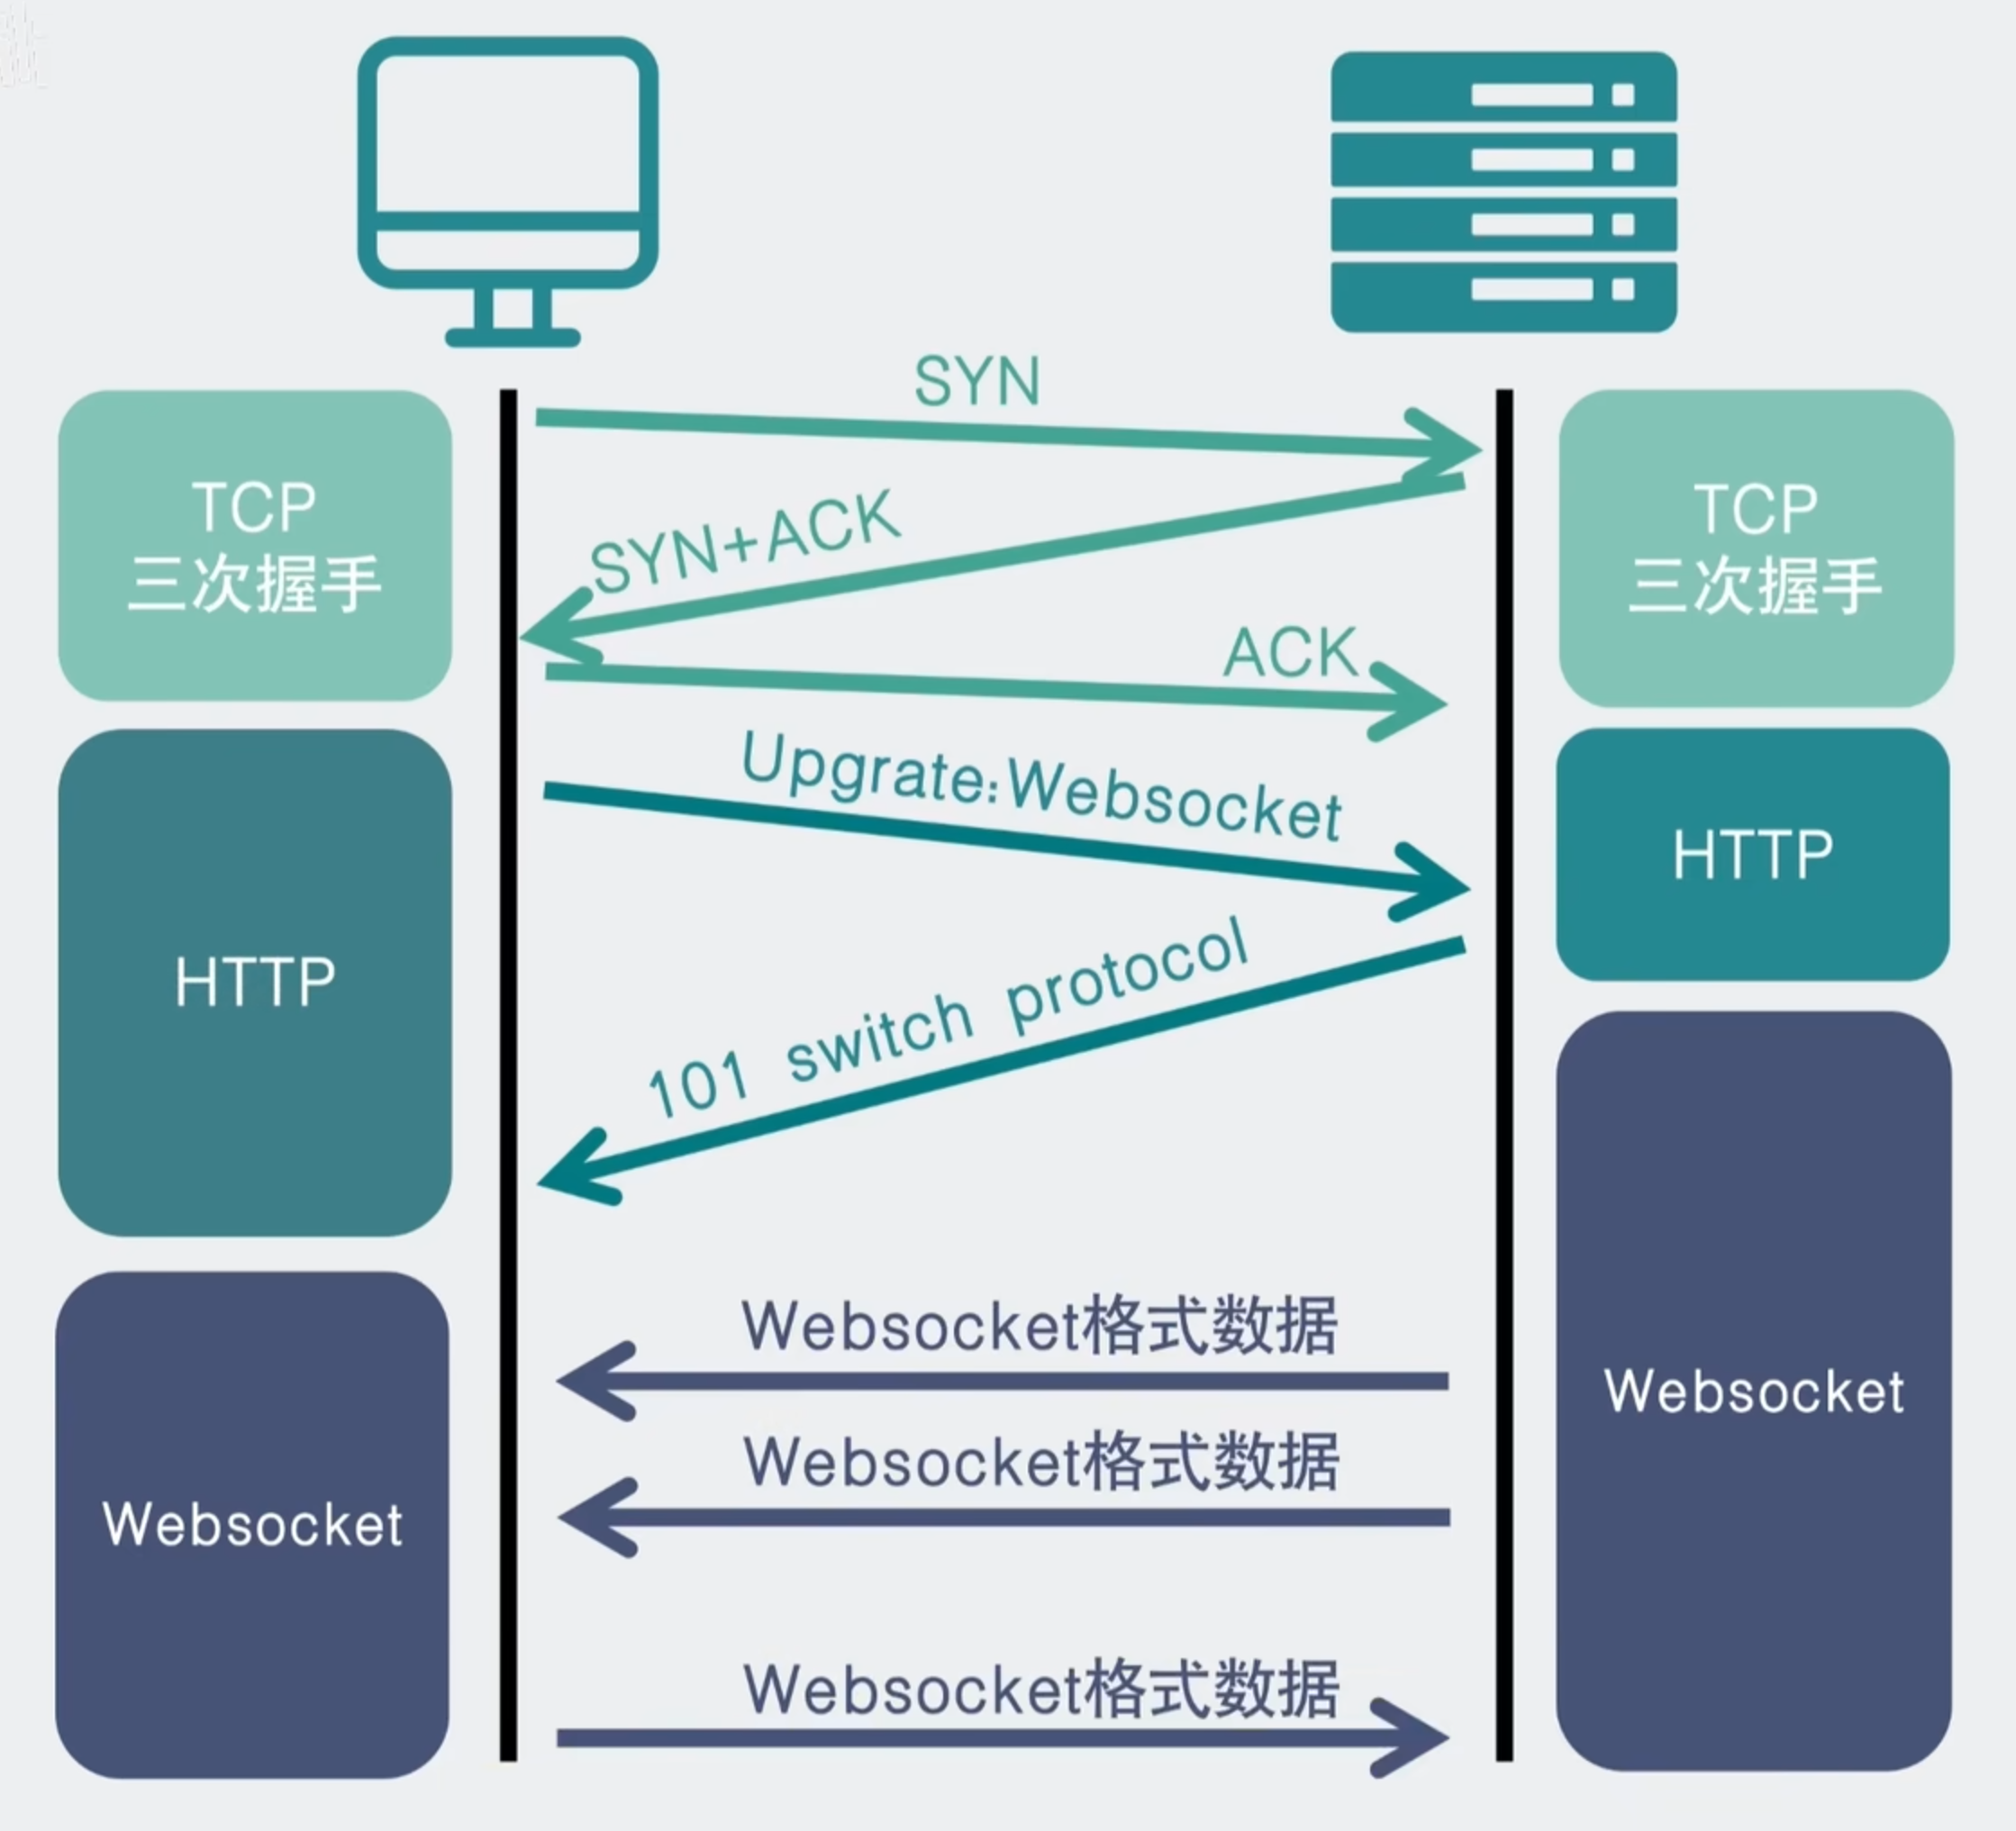 SYN
TCP
三次握手
SYN+ACK
TCP
三次握手
ACK
Upgrate:Websocket
HTTP
HTTP
101 switch protocol
Websocket格式数据
Websocket
Websocket格式数据
Websocket
Websocket格式数据